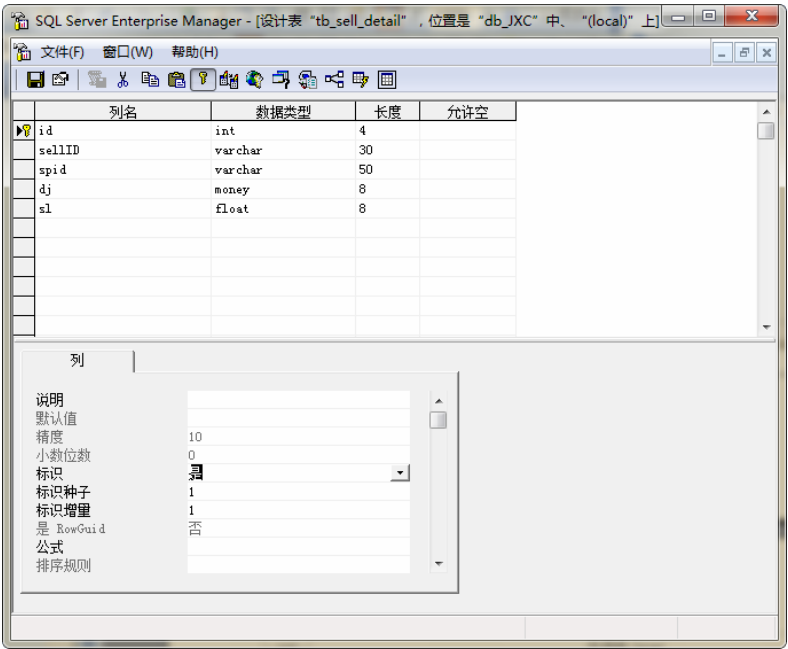 SQL Server Enterprise Manager - [设计表“tb_sell_detail”，位置是“db_JXC”中、“(local)”上]
文件(F) 窗口(W) 帮助(H)
列名 数据类型 长度 允许空
id int 4
sellID varchar 30
spid varchar 50
dj money 8
sl float 8
列
说明
默认值
精度 10
小数位数 0
标识 是
标识种子 1
标识增量 1
是 RowGuid 否
公式
排序规则